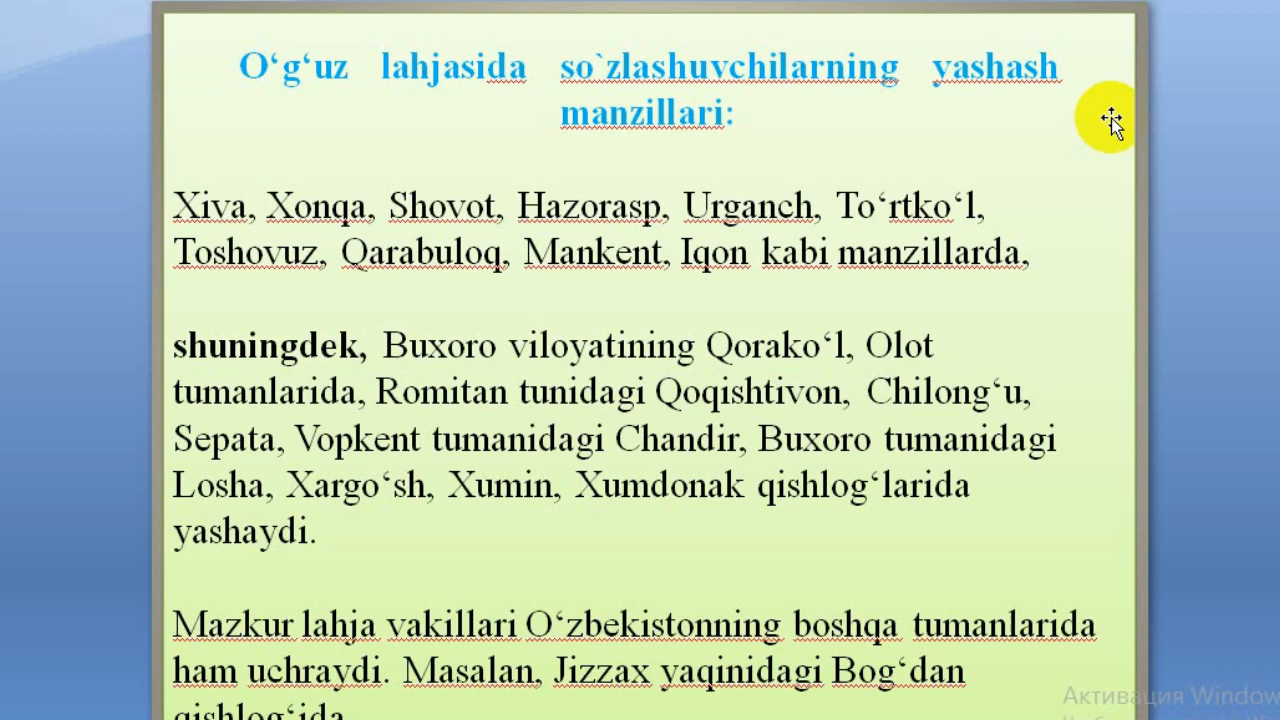 O‘g‘uz lahjasida so`zlashuvchilarning yashash
manzillari:
Xiva, Xonqa, Shovot, Hazorasp, Urganch, To‘rtko‘l,
Toshovuz, Qarabuloq, Mankent, Iqon kabi manzillarda,
shuningdek, Buxoro viloyatining Qorako‘l, Olot
tumanlarida, Romitan tunidagi Qoqishtivon, Chilong‘u,
Sepata, Vopkent tumanidagi Chandir, Buxoro tumanidagi
Losha, Xargo‘sh, Xumin, Xumdonak qishlog‘larida
yashaydi.
Mazkur lahja vakillari O‘zbekistonning boshqa tumanlarida
ham uchraydi. Masalan, Jizzax yaqinidagi Bog‘dan
qishlog‘ida
Активация Window